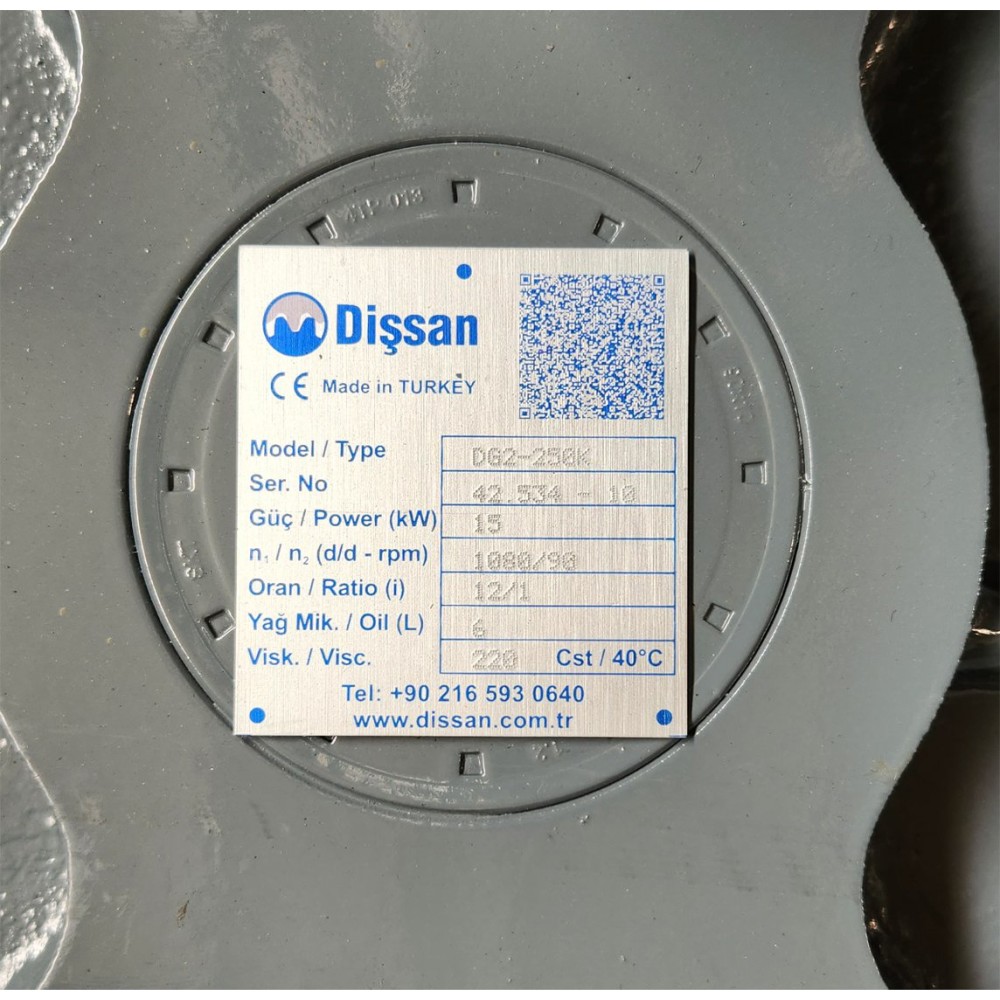 Dişsan
CE Made in TURKEY
Model / Type DG2-250K
Ser. No 42.534 - 10
Güç / Power (kW) 15
n₁ / n₂ (d/d - rpm) 1080/90
Oran / Ratio (i) 12/1
Yağ Mik. / Oil (L) 6
Visk. / Visc. 220 Cst / 40°C
Tel: +90 216 593 0640
www.dissan.com.tr